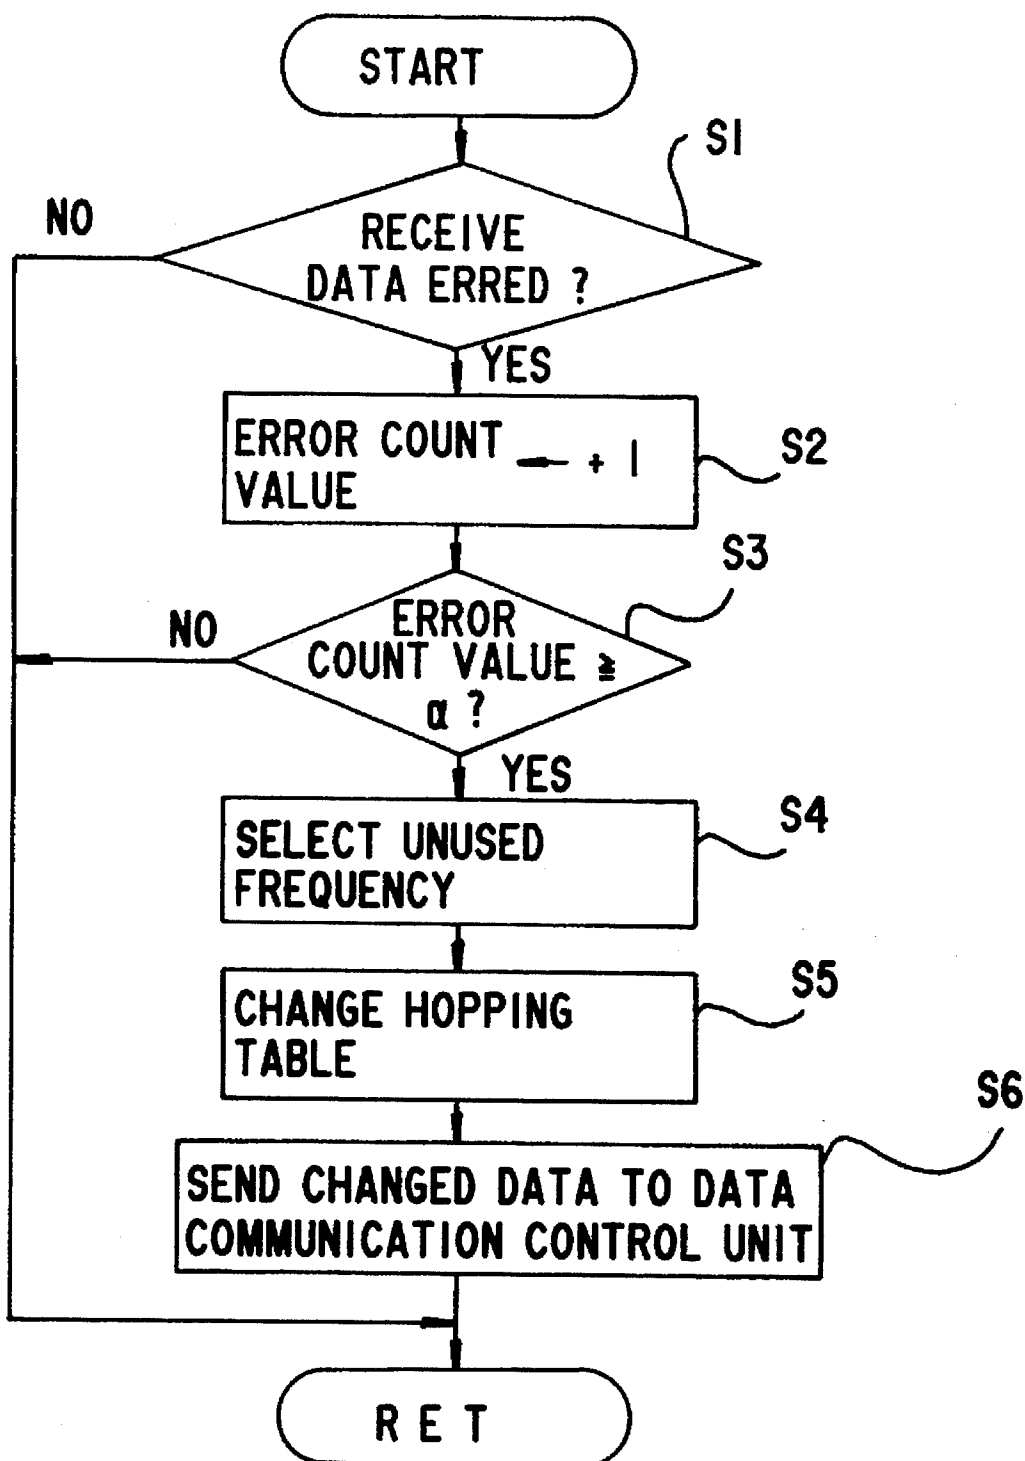 START
S1
NO
RECEIVE
DATA ERRED ?
YES
ERROR COUNT
VALUE ← + 1
S2
S3
NO
ERROR
COUNT VALUE ≧
α ?
YES
SELECT UNUSED
FREQUENCY
S4
CHANGE HOPPING
TABLE
S5
S6
SEND CHANGED DATA TO DATA
COMMUNICATION CONTROL UNIT
RET